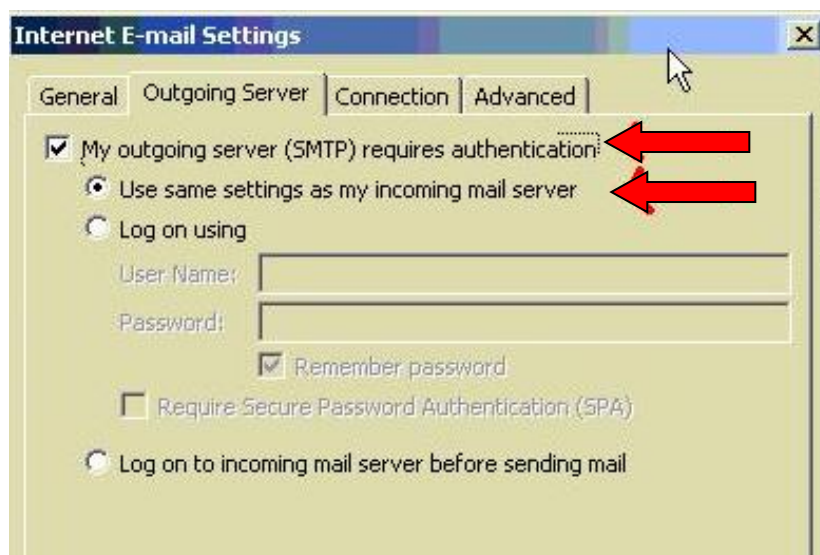 Internet E-mail Settings
General Outgoing Server Connection Advanced
My outgoing server (SMTP) requires authentication
Use same settings as my incoming mail server
Log on using
User Name:
Password:
Remember password
Require Secure Password Authentication (SPA)
Log on to incoming mail server before sending mail